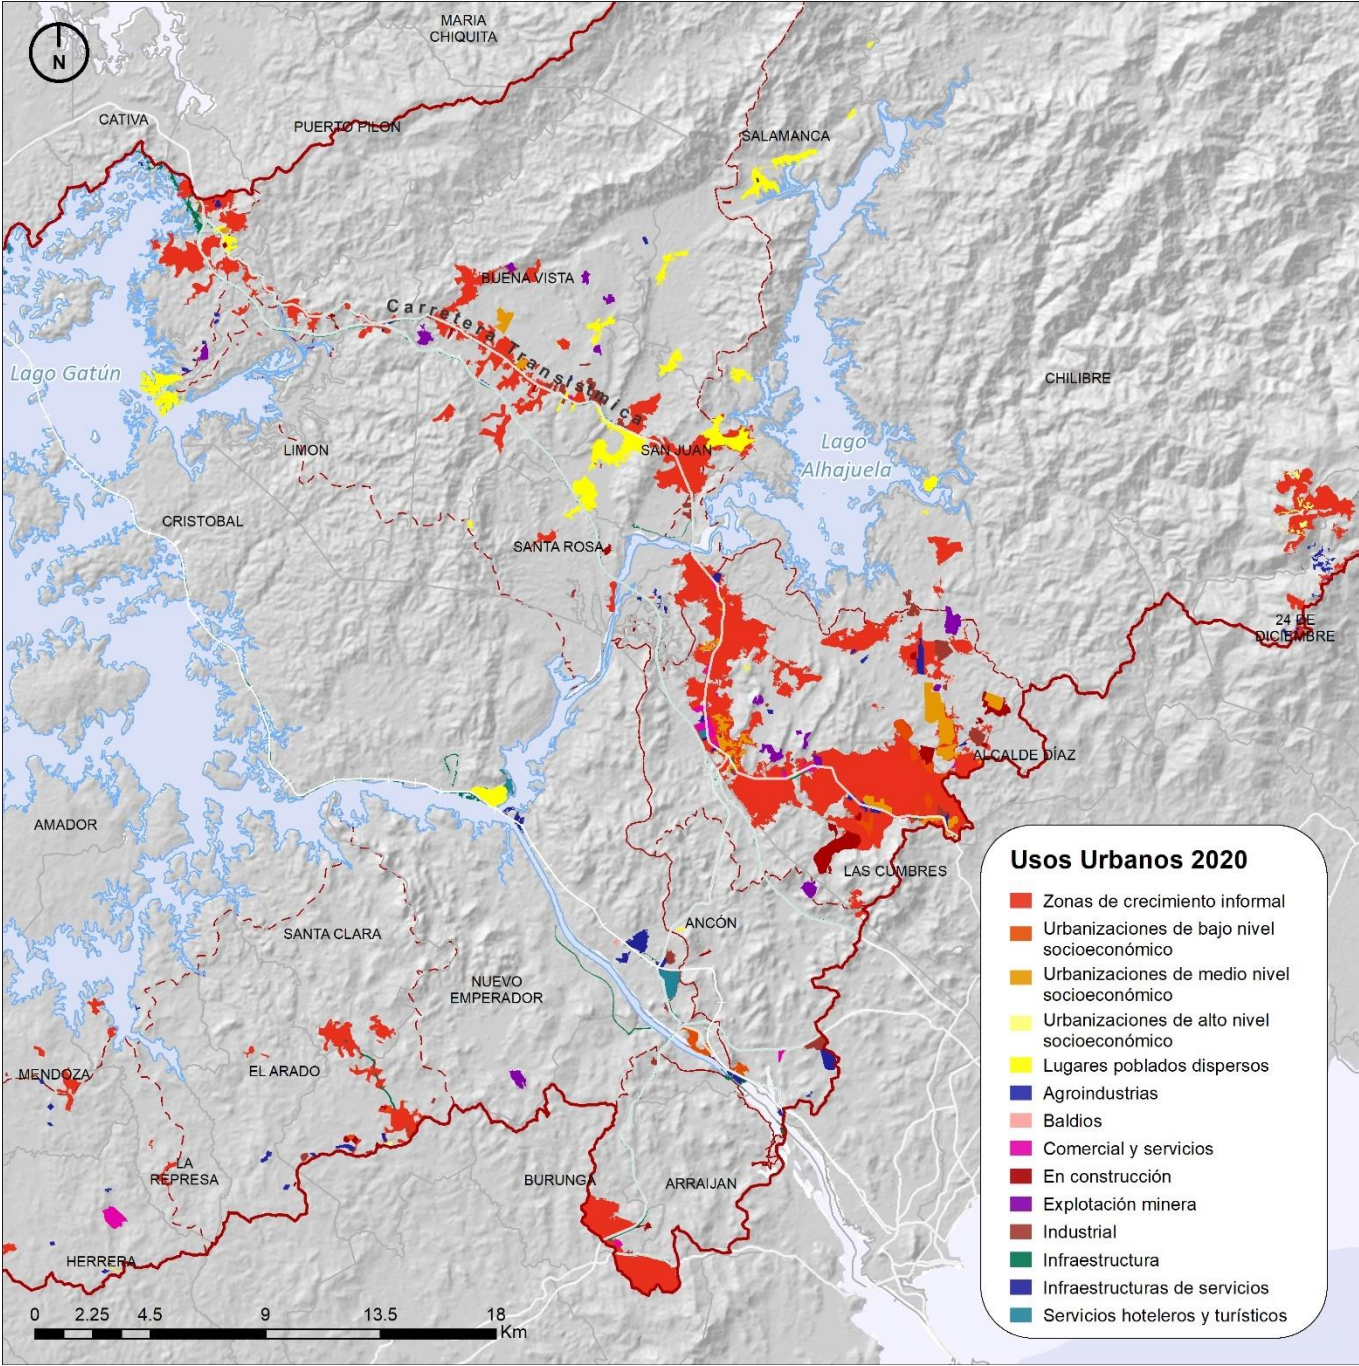 MARIA
CHIQUITA
N
CATIVA
PUERTO PILON
SALAMANCA
BUENA VISTA
Carretera Transístmica
Lago Gatún
CHILIBRE
LIMON
SAN JUAN
Lago
Alhajuela
CRISTOBAL
SANTA ROSA
24 DE
DICIEMBRE
ALCALDE DÍAZ
AMADOR
LAS CUMBRES
SANTA CLARA
ANCÓN
NUEVO
EMPERADOR
MENDOZA
EL ARADO
LA
REPRESA
BURUNGA
ARRAIJAN
HERRERA
0 2.25 4.5 9 13.5 18
Km
Usos Urbanos 2020
Zonas de crecimiento informal
Urbanizaciones de bajo nivel
socioeconómico
Urbanizaciones de medio nivel
socioeconómico
Urbanizaciones de alto nivel
socioeconómico
Lugares poblados dispersos
Agroindustrias
Baldios
Comercial y servicios
En construcción
Explotación minera
Industrial
Infraestructura
Infraestructuras de servicios
Servicios hoteleros y turísticos